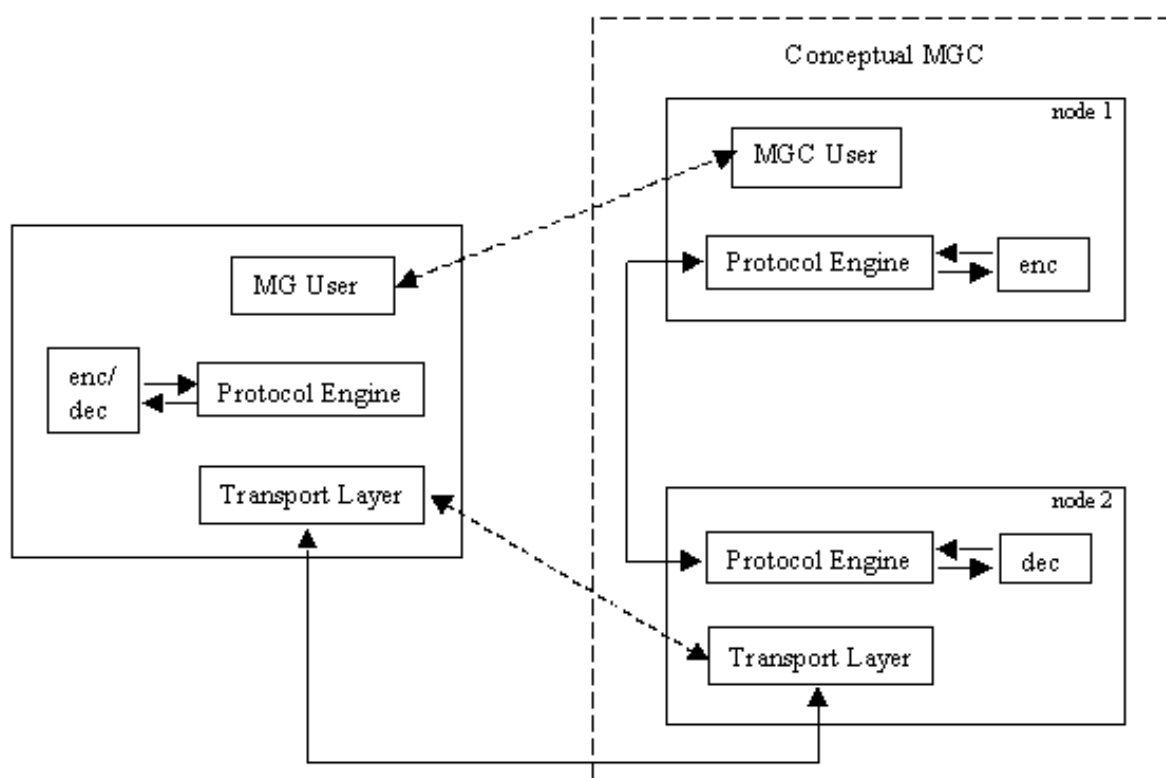 Conceptual MGC
node 1
MGC User
Protocol Engine
enc
MG User
enc/
dec
Protocol Engine
Transport Layer
node 2
Protocol Engine
dec
Transport Layer